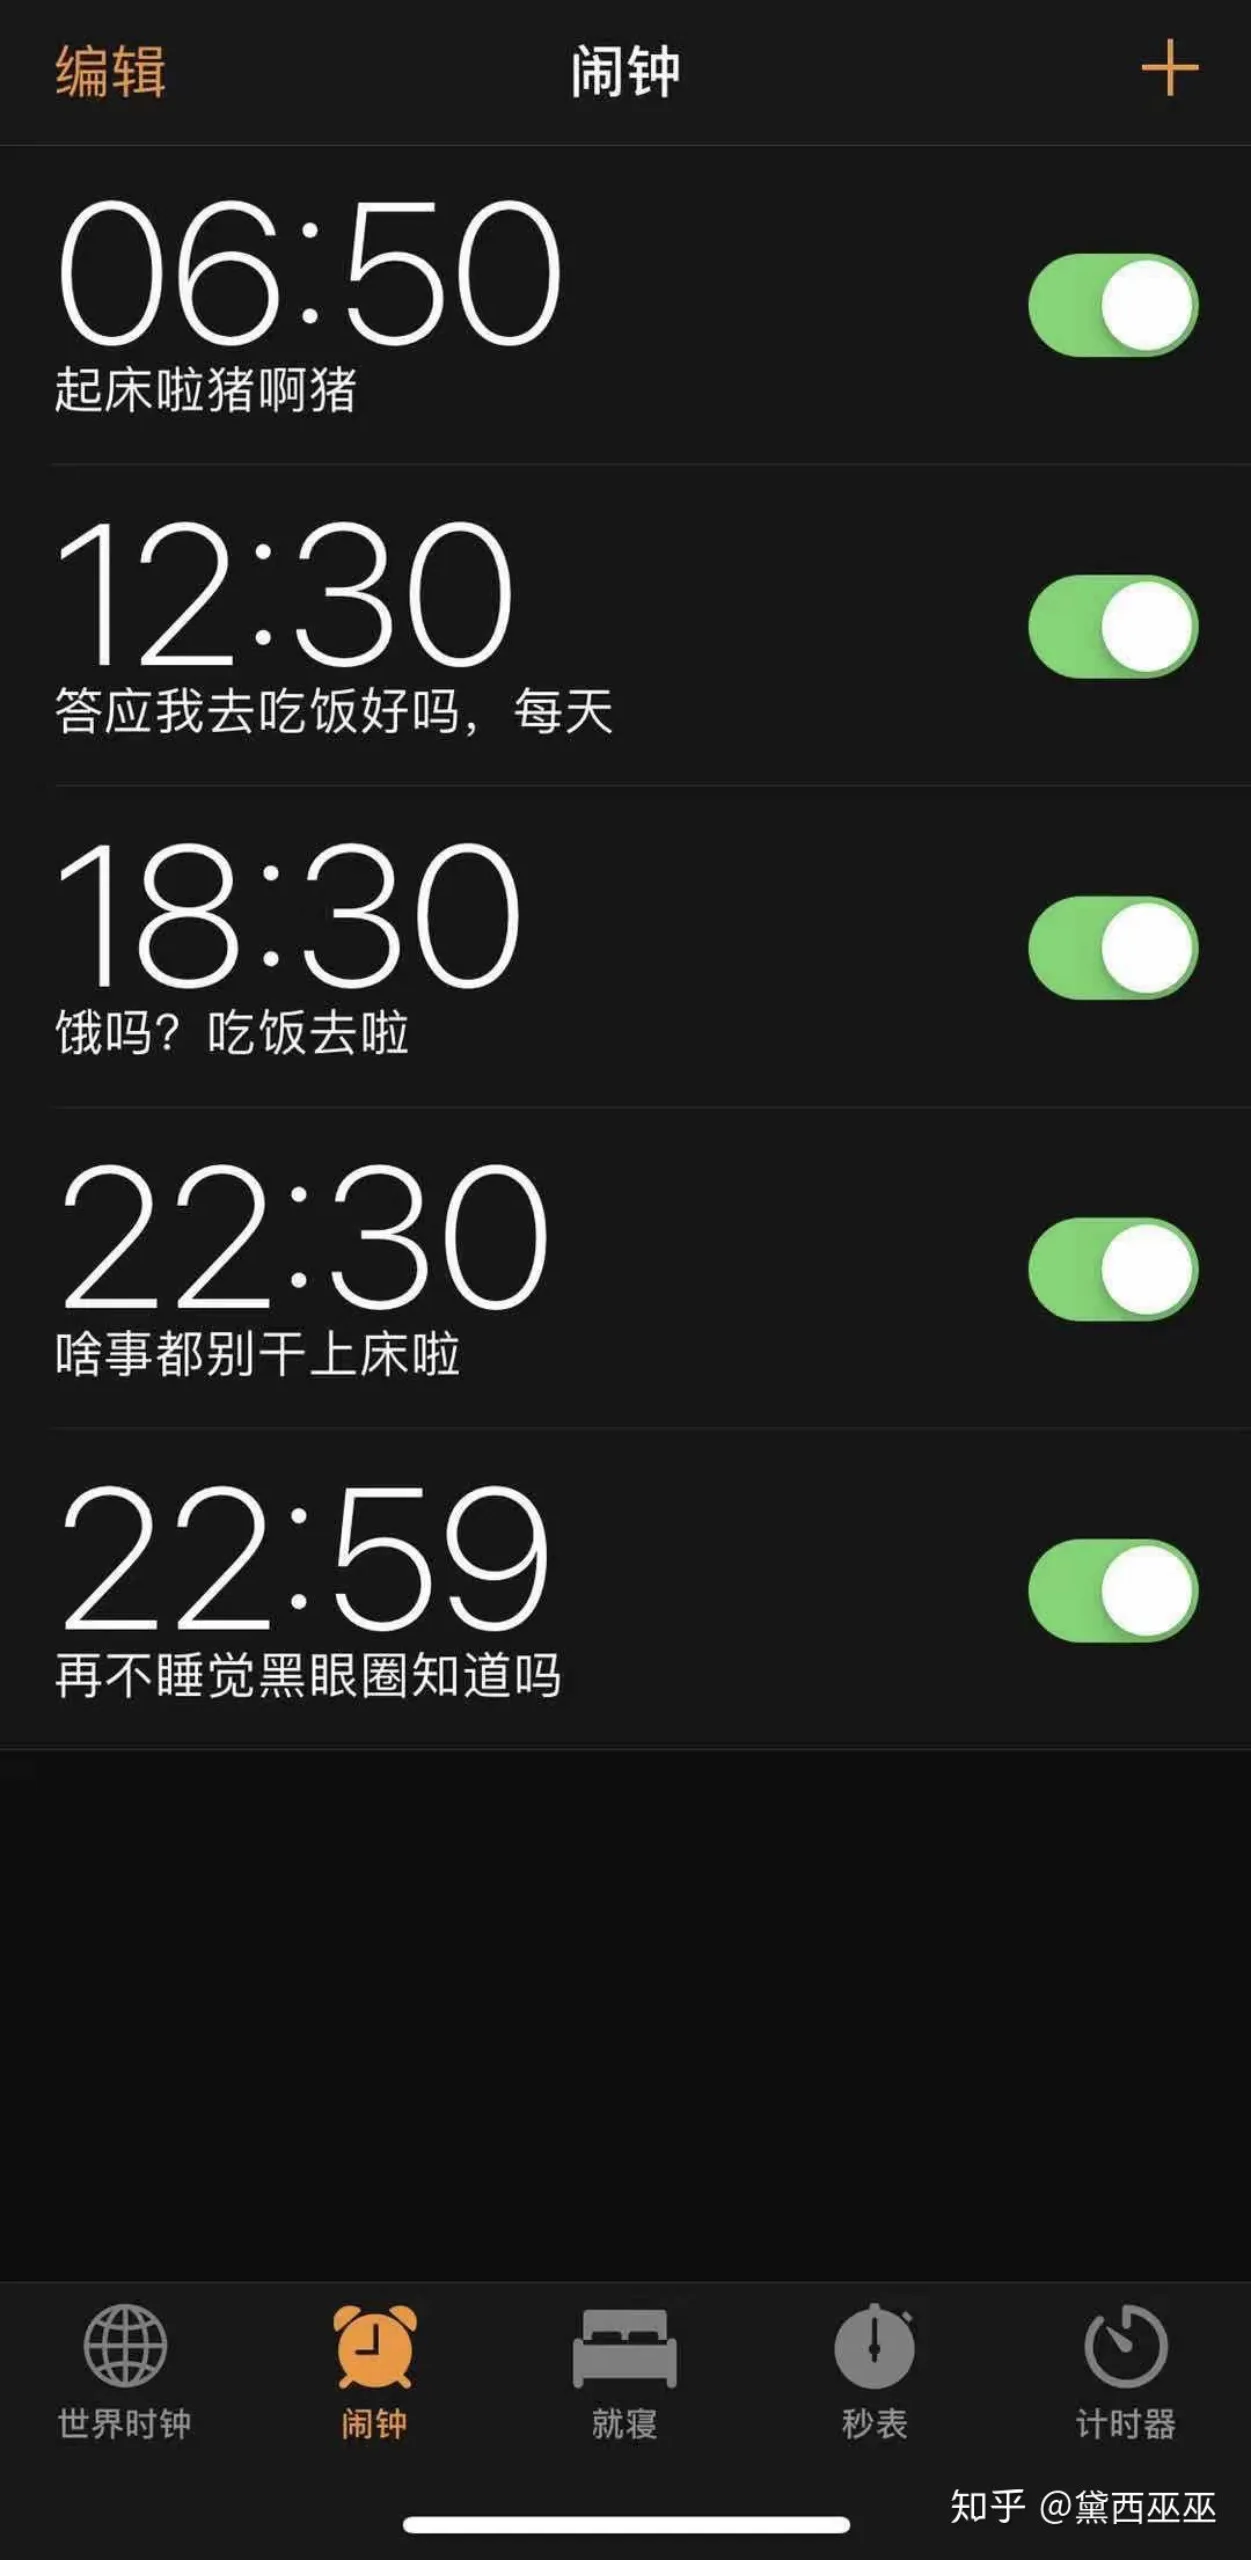 编辑 闹钟 +
06:50
起床啦猪啊猪
12:30
答应我去吃饭好吗，每天
18:30
饿吗？吃饭去啦
22:30
啥事都别干上床啦
22:59
再不睡觉黑眼圈知道吗
世界时钟 闹钟 就寝 秒表 计时器
知乎 @黛西巫巫